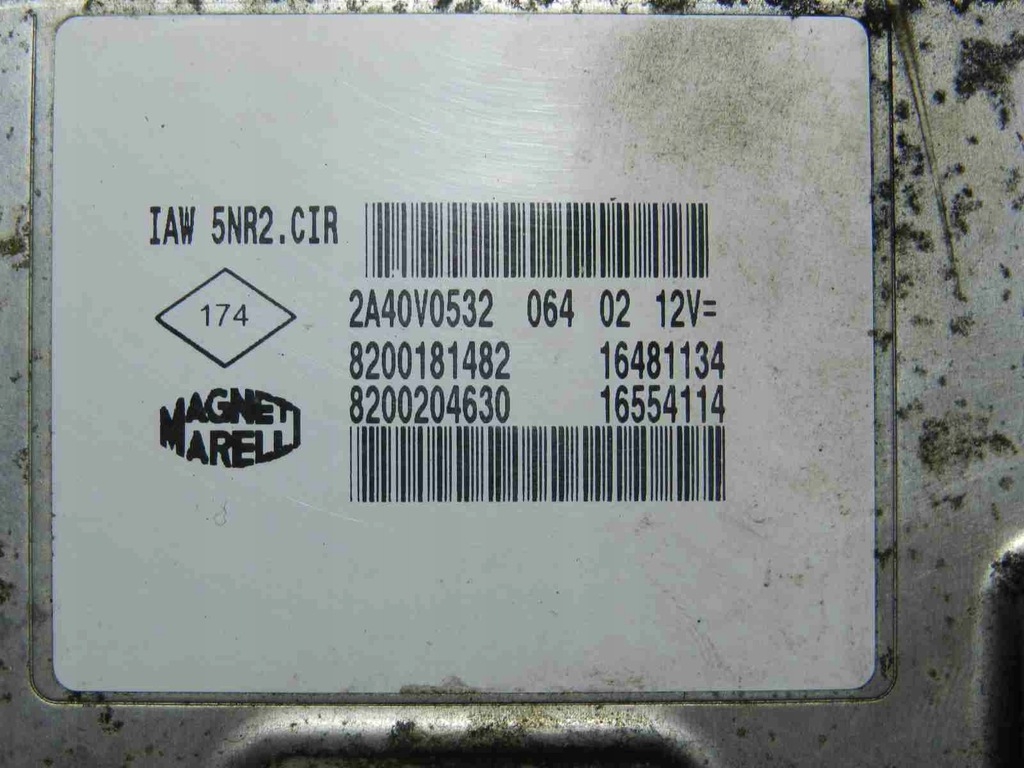 IAW 5NR2.CIR
174
2A40V0532 064 02 12V=
8200181482 16481134
8200204630 16554114
MAGNETI
MARELLI